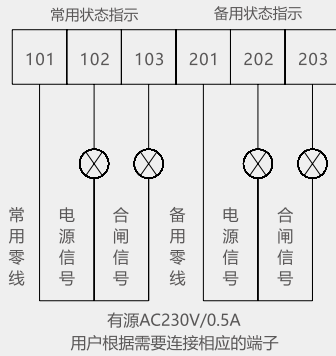 常用状态指示 备用状态指示
101 102 103 201 202 203
常用零线 电源信号 合闸信号 备用零线 电源信号 合闸信号
有源AC230V/0.5A
用户根据需要连接相应的端子